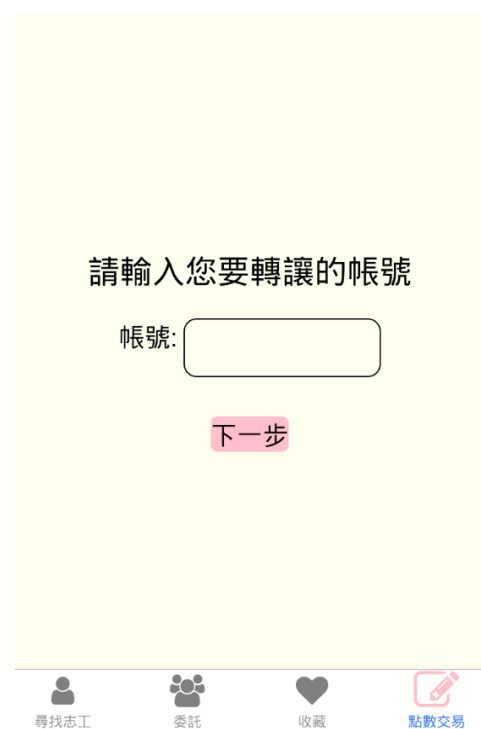 請輸入您要轉讓的帳號
帳號:
下一步
尋找志工
委託
收藏
點數交易